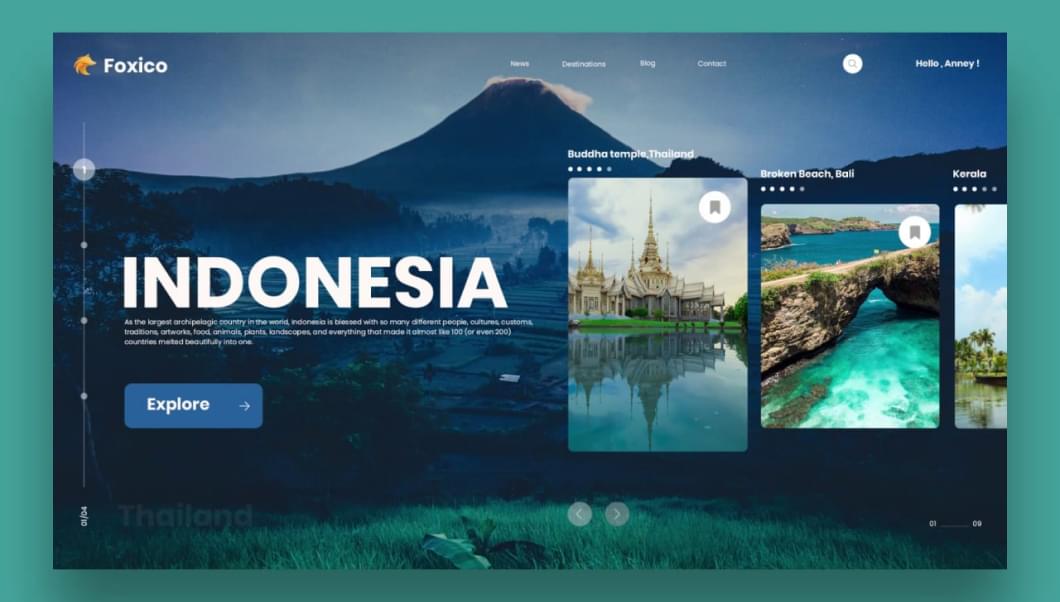 Foxico
News Destinations Blog Contact
Hello , Anney !
1
INDONESIA
As the largest archipelagic country in the world, Indonesia is blessed with so many different people, cultures, customs,
traditions, artworks, food, animals, plants, landscapes, and everything that made it almost like 100 (or even 200)
countries melted beautifully into one.
Explore
Buddha temple,Thailand
Broken Beach, Bali
Kerala
01/04
Thailand
01 09